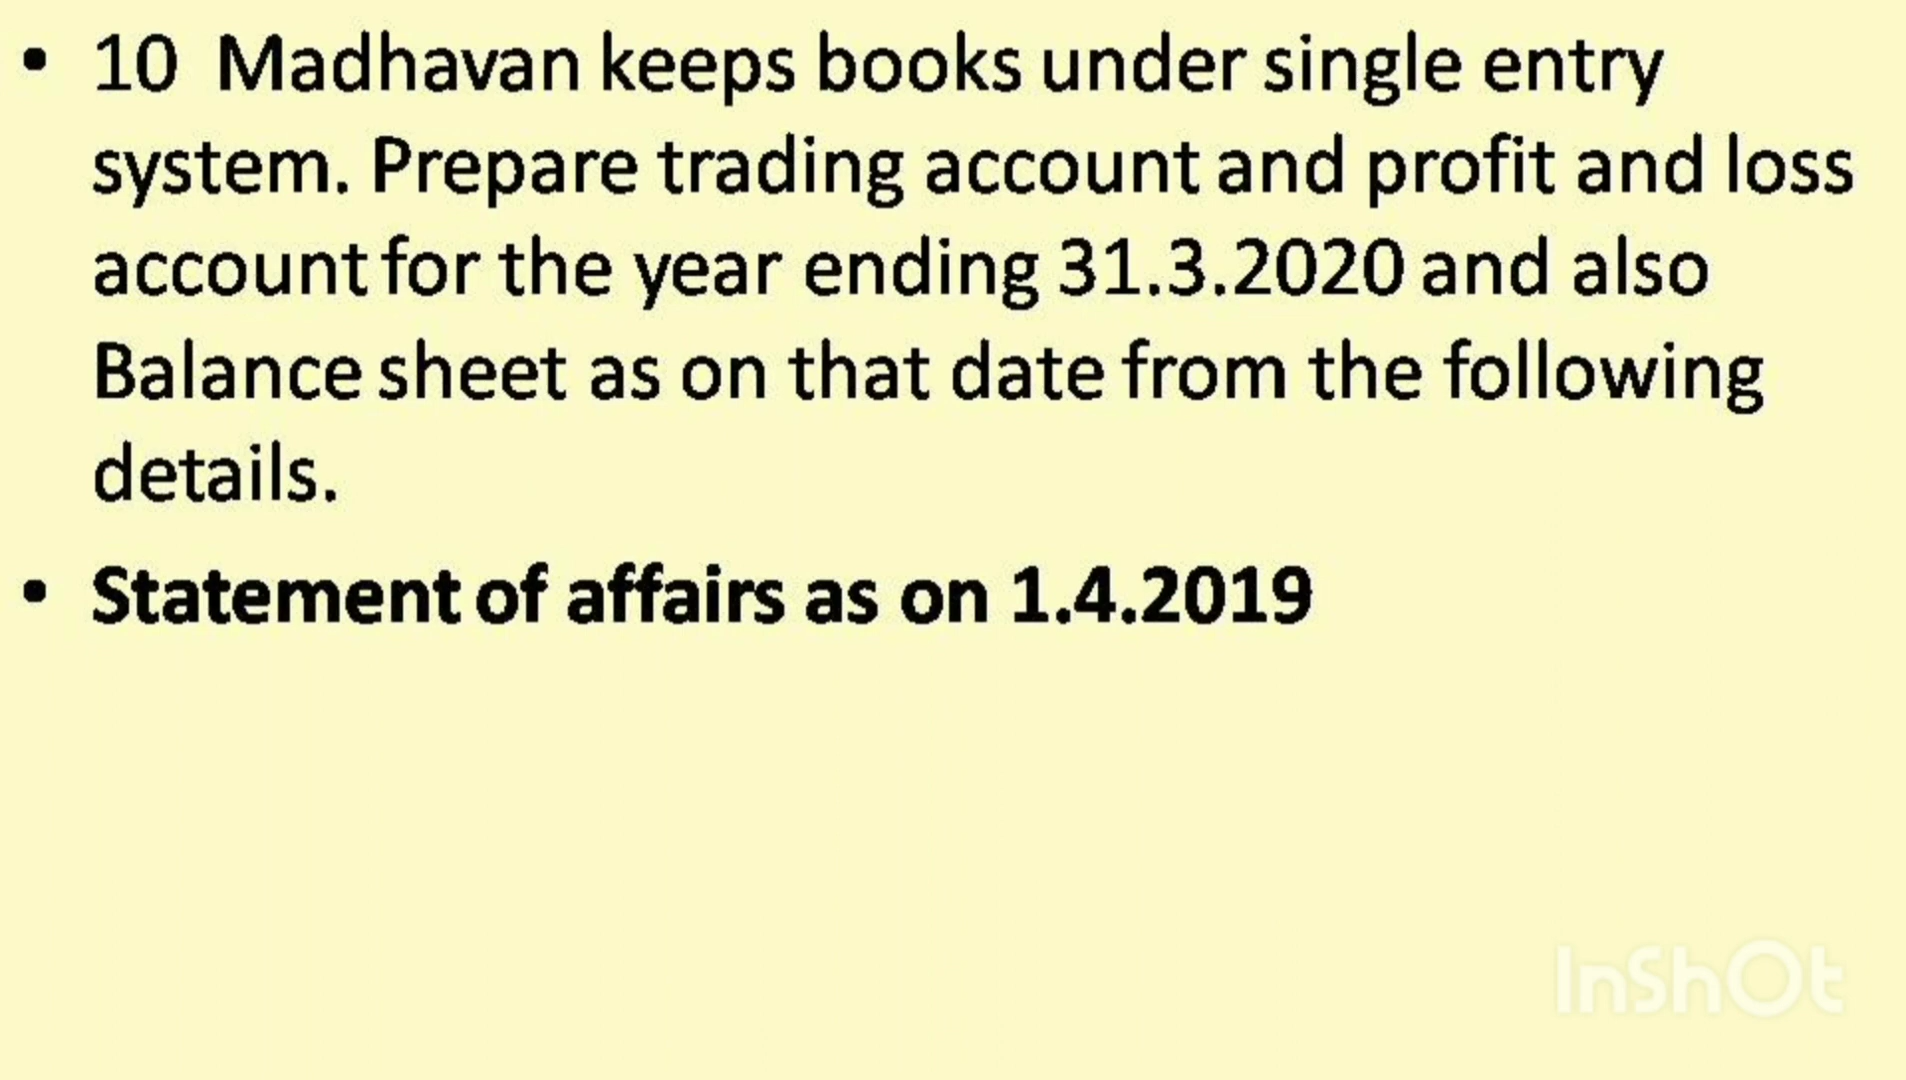 • 10 Madhavan keeps books under single entry
system. Prepare trading account and profit and loss
account for the year ending 31.3.2020 and also
Balance sheet as on that date from the following
details.
• Statement of affairs as on 1.4.2019
InShOt